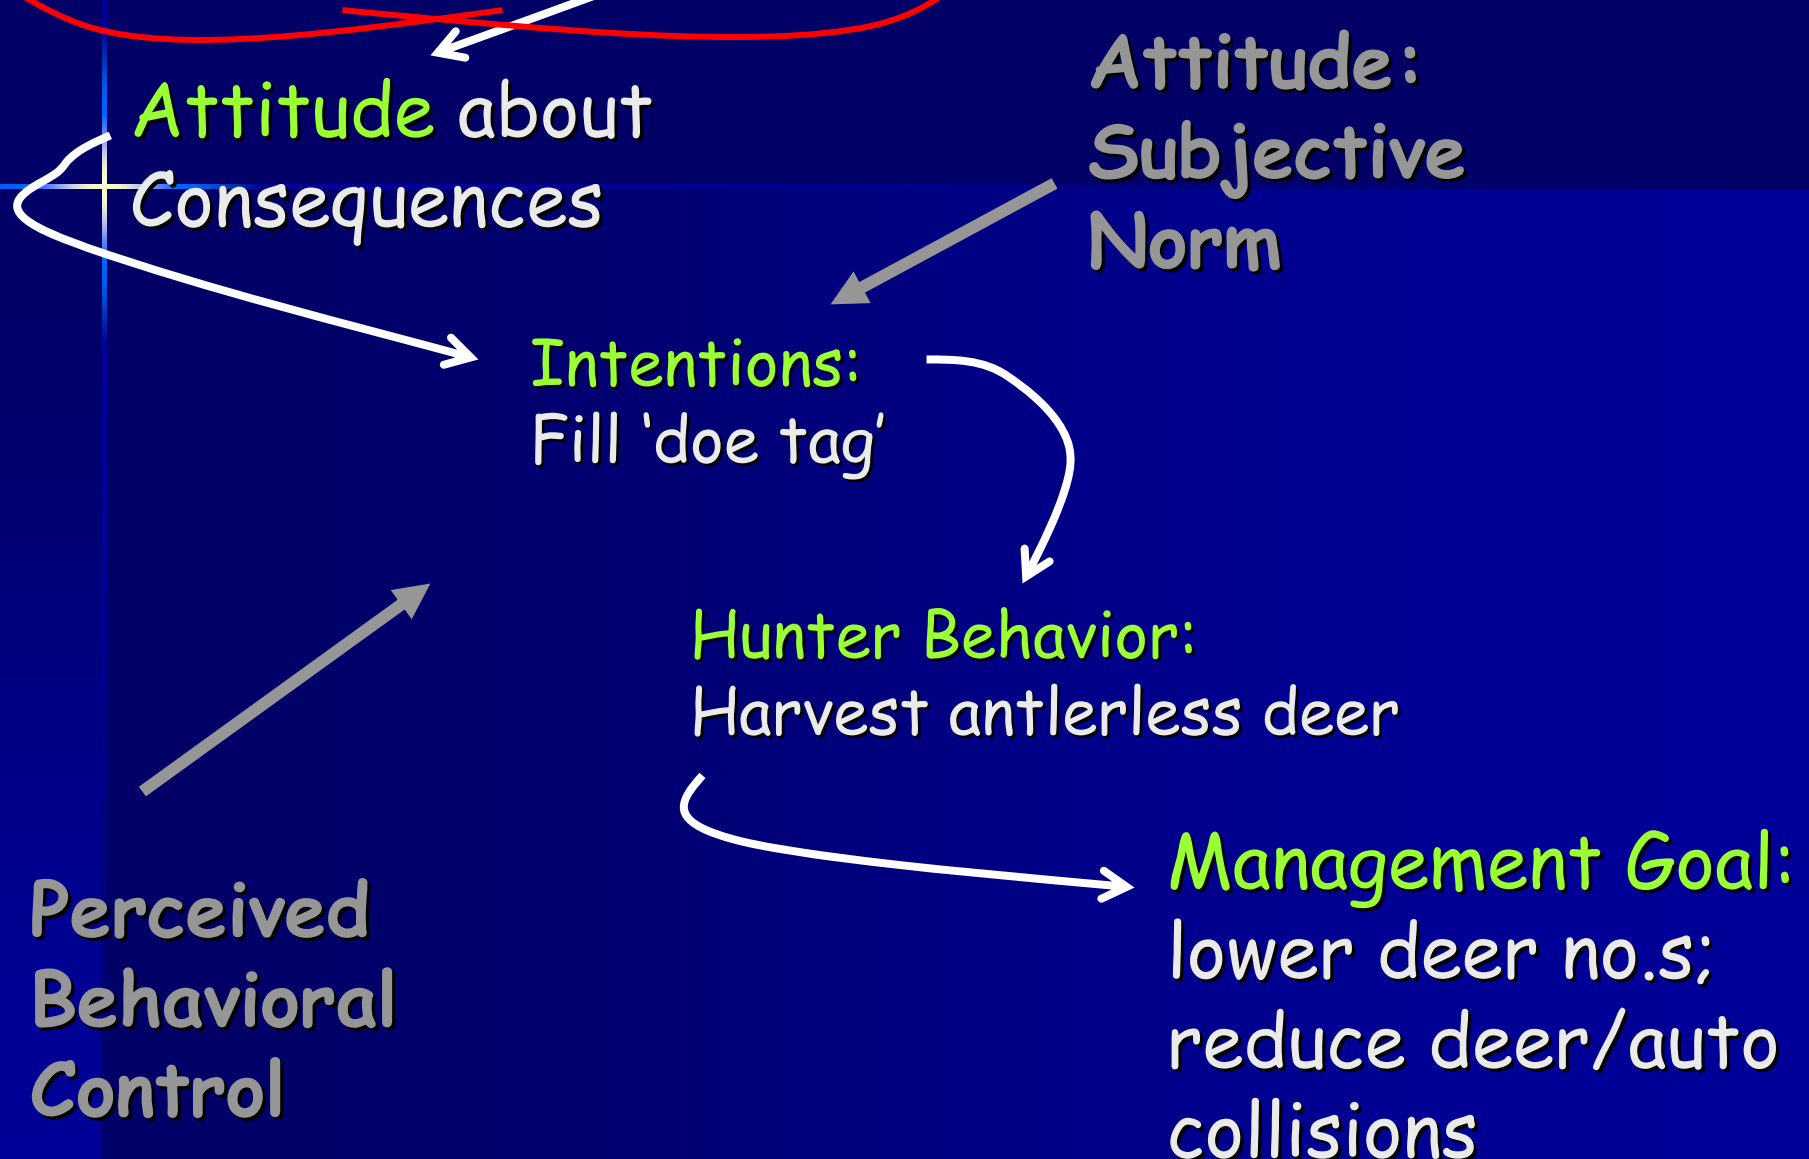 Attitude about
Consequences
Attitude:
Subjective
Norm
Intentions:
Fill ‘doe tag’
Hunter Behavior:
Harvest antlerless deer
Perceived
Behavioral
Control
Management Goal:
lower deer no.s;
reduce deer/auto
collisions